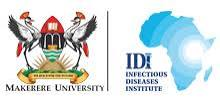 MAKERERE UNIVERSITY
IDI
INFECTIOUS
DISEASES
INSTITUTE